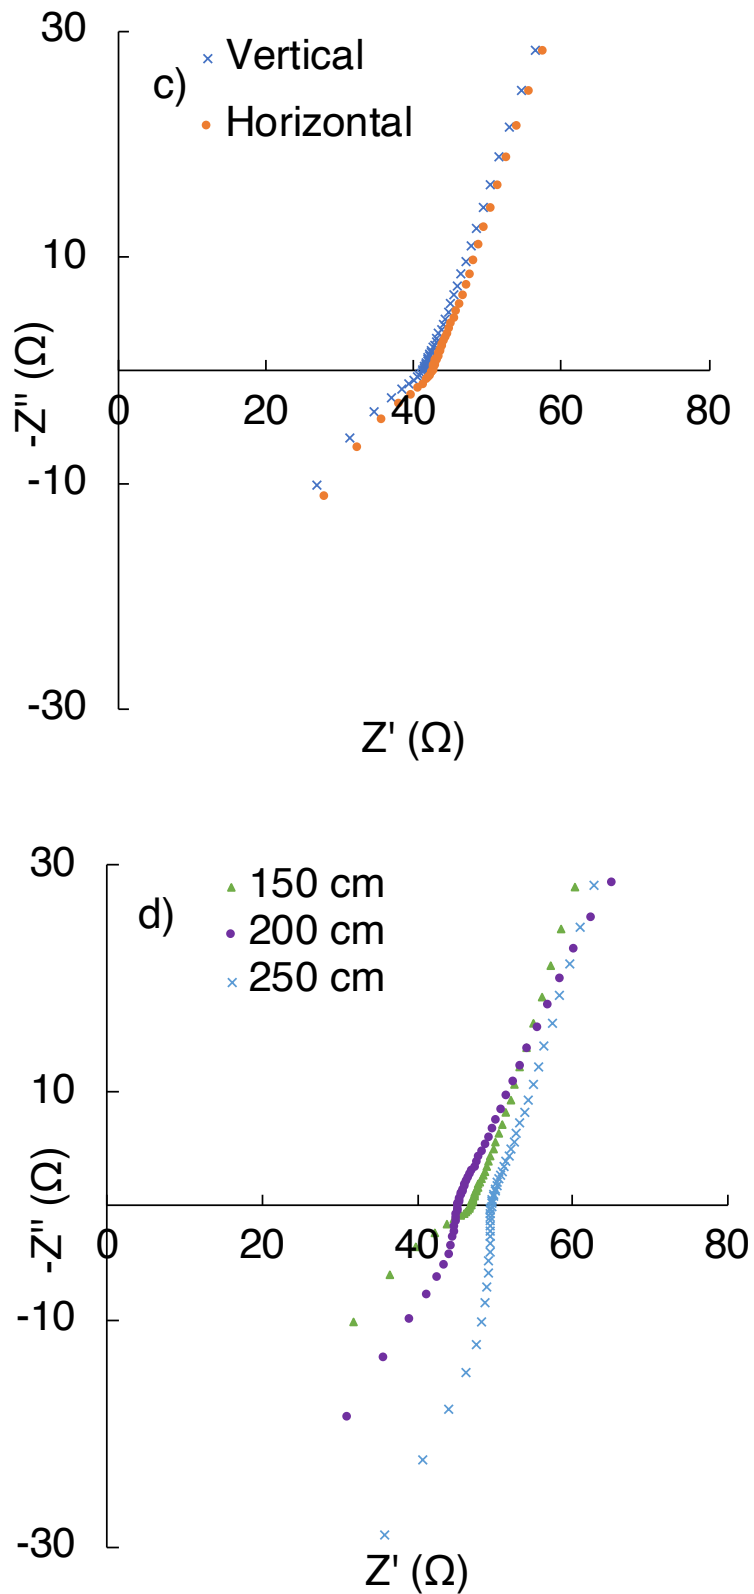 30
× Vertical
c)
• Horizontal
10
-Z'' (Ω)
0 20 40 60 80
-10
-30
Z' (Ω)
30
▲ 150 cm
d)
• 200 cm
× 250 cm
10
-Z'' (Ω)
0 20 40 60 80
-10
-30
Z' (Ω)